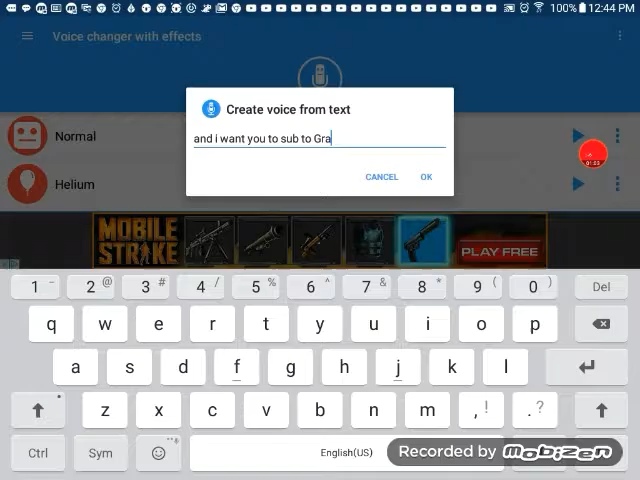 100% 12:44 PM
Voice changer with effects
Create voice from text
and i want you to sub to Gra
CANCEL OK
Normal
01:03
Helium
MOBILE
STRIKE
PLAY FREE
1 - 2 @ 3 # 4 / 5 % 6 ^ 7 & 8 * 9 ( 0 ) Del
q w e r t y u i o p
a s d f g h j k l
z x c v b n m , ! . ?
Ctrl Sym English(US)
Recorded by Mobizen